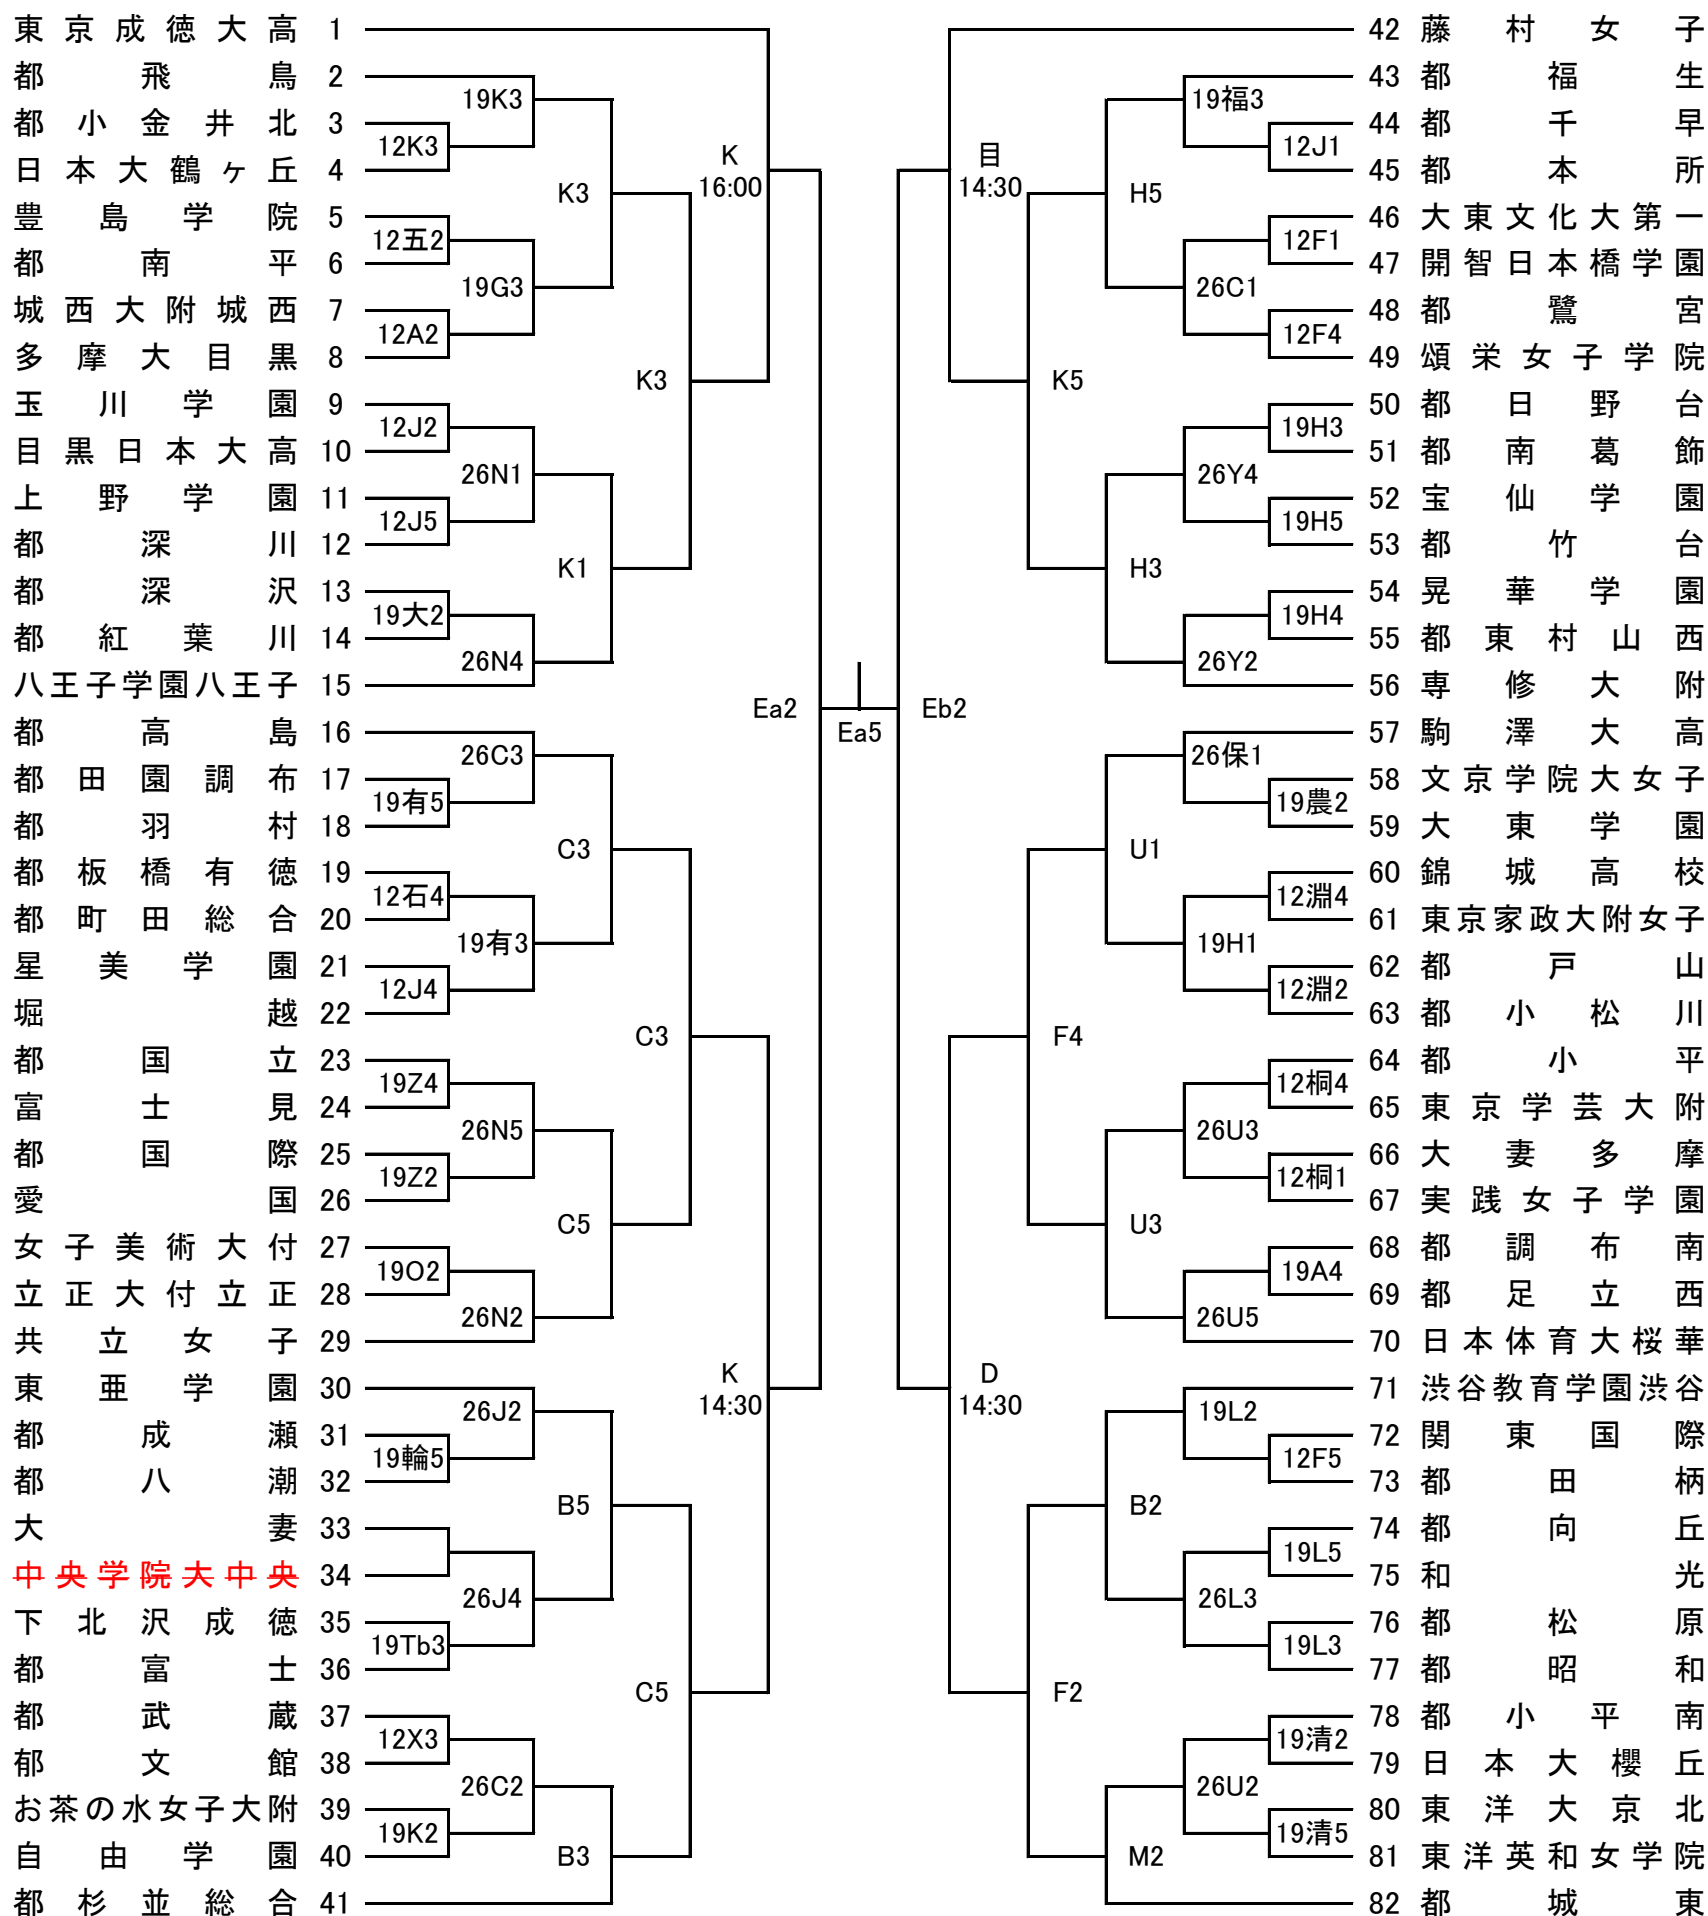 東京成徳大高 1
都飛鳥 2
都小金井北 3
日本大鶴ヶ丘 4
豊島学院 5
都南平 6
城西大附城西 7
多摩大目黒 8
玉川学園 9
目黒日本大高 10
上野学園 11
都深川 12
都深沢 13
都紅葉川 14
八王子学園八王子 15
都高島 16
都田園調布 17
都羽村 18
都板橋有徳 19
都町田総合 20
星美学園 21
堀越 22
都国立 23
富士見 24
都国際 25
愛国 26
女子美術大付 27
立正大付立正 28
共立女子 29
東亜学園 30
都成瀬 31
都八潮 32
大妻 33
中央学院大中央 34
下北沢成徳 35
都富士 36
都武蔵 37
郁文館 38
お茶の水女子大附 39
自由学園 40
都杉並総合 41
12K3
12五2
12A2
12J2
12J5
19大2
19有5
12石4
12J4
19Z4
19Z2
19O2
19輪5
19Tb3
12X3
19K2
19K3
19G3
26N1
26N4
26C3
19有3
26N5
26N2
26J2
26J4
26C2
K3
K1
C3
C5
B5
B3
K3
C3
C5
K
16:00
K
14:30
Ea2
Ea5
Eb2
目
14:30
D
14:30
K5
F4
F2
H5
H3
U1
U3
B2
M2
19福3
26C1
26Y4
26Y2
26保1
19H1
26U3
26U5
19L2
26L3
26U2
12J1
12F1
12F4
19H3
19H5
19H4
19農2
12淵4
12淵2
12桐4
12桐1
19A4
12F5
19L5
19L3
19清2
19清5
42 藤村女子
43 都福生
44 都千早
45 都本所
46 大東文化大第一
47 開智日本橋学園
48 都鷺宮
49 頌栄女子学院
50 都日野台
51 都南葛飾
52 宝仙学園
53 都竹台
54 晃華学園
55 都東村山西
56 専修大附
57 駒澤大高
58 文京学院大女子
59 大東学園
60 錦城高校
61 東京家政大附女子
62 都戸山
63 都小松川
64 都小平
65 東京学芸大附
66 大妻多摩
67 実践女子学園
68 都調布南
69 都足立西
70 日本体育大桜華
71 渋谷教育学園渋谷
72 関東国際
73 都田柄
74 都向丘
75 和光
76 都松原
77 都昭和
78 都小平南
79 日本大櫻丘
80 東洋大京北
81 東洋英和女学院
82 都城東